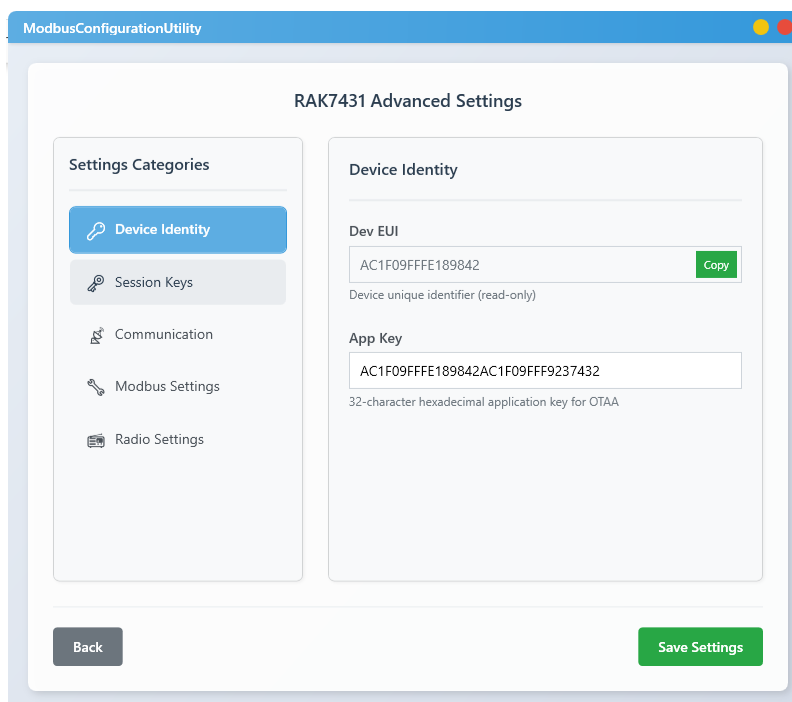 ModbusConfigurationUtility
RAK7431 Advanced Settings
Settings Categories
Device Identity
Session Keys
Communication
Modbus Settings
Radio Settings
Device Identity
Dev EUI
AC1F09FFFE189842
Copy
Device unique identifier (read-only)
App Key
AC1F09FFFE189842AC1F09FFF9237432
32-character hexadecimal application key for OTAA
Back
Save Settings